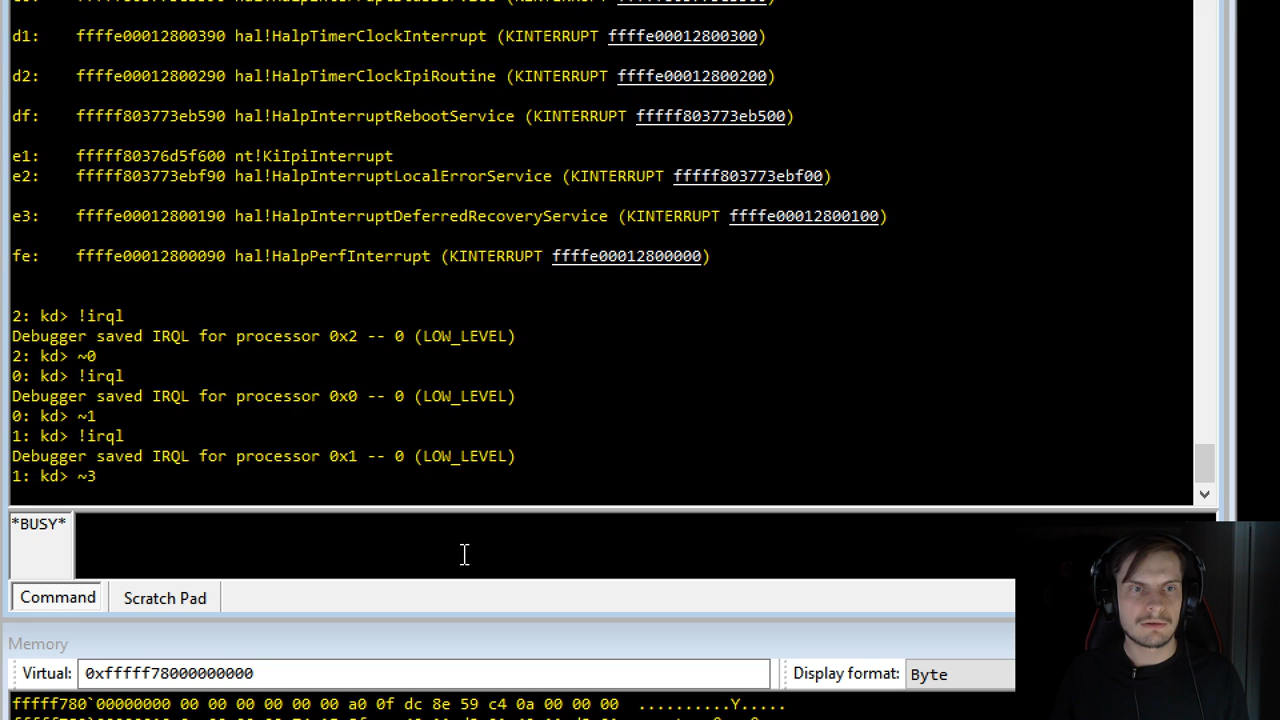 d1:    ffffe00012800390 hal!HalpTimerClockInterrupt (KINTERRUPT ffffe00012800300)
d2:    ffffe00012800290 hal!HalpTimerClockIpiRoutine (KINTERRUPT ffffe00012800200)
df:    fffff803773eb590 hal!HalpInterruptRebootService (KINTERRUPT fffff803773eb500)
e1:    fffff80376d5f600 nt!KiIpiInterrupt
e2:    fffff803773ebf90 hal!HalpInterruptLocalErrorService (KINTERRUPT fffff803773ebf00)
e3:    ffffe00012800190 hal!HalpInterruptDeferredRecoveryService (KINTERRUPT ffffe00012800100)
fe:    ffffe00012800090 hal!HalpPerfInterrupt (KINTERRUPT ffffe00012800000)
2: kd> !irql
Debugger saved IRQL for processor 0x2 -- 0 (LOW_LEVEL)
2: kd> ~0
0: kd> !irql
Debugger saved IRQL for processor 0x0 -- 0 (LOW_LEVEL)
0: kd> ~1
1: kd> !irql
Debugger saved IRQL for processor 0x1 -- 0 (LOW_LEVEL)
1: kd> ~3
*BUSY*
Command Scratch Pad
Memory
Virtual: 0xfffff78000000000 Display format: Byte
fffff780`00000000 00 00 00 00 00 00 a0 0f dc 8e 59 c4 0a 00 00 00 ..........Y.....